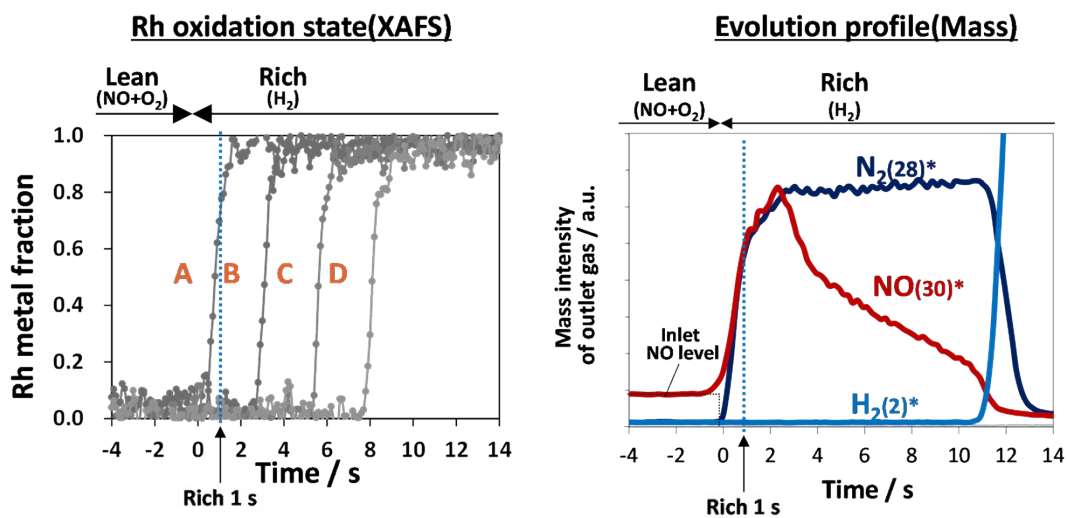 Rh oxidation state(XAFS)
Lean
(NO+O₂)
Rich
(H₂)
Rh metal fraction
1.0
0.8
0.6
0.4
0.2
0.0
A
B
C
D
-4
-2
0
2
4
6
8
10
12
14
Time / s
Rich 1 s
Evolution profile(Mass)
Lean
(NO+O₂)
Rich
(H₂)
Mass intensity
of outlet gas / a.u.
N₂(28)*
NO(30)*
Inlet
NO level
H₂(2)*
-4
-2
0
2
4
6
8
10
12
14
Time / s
Rich 1 s